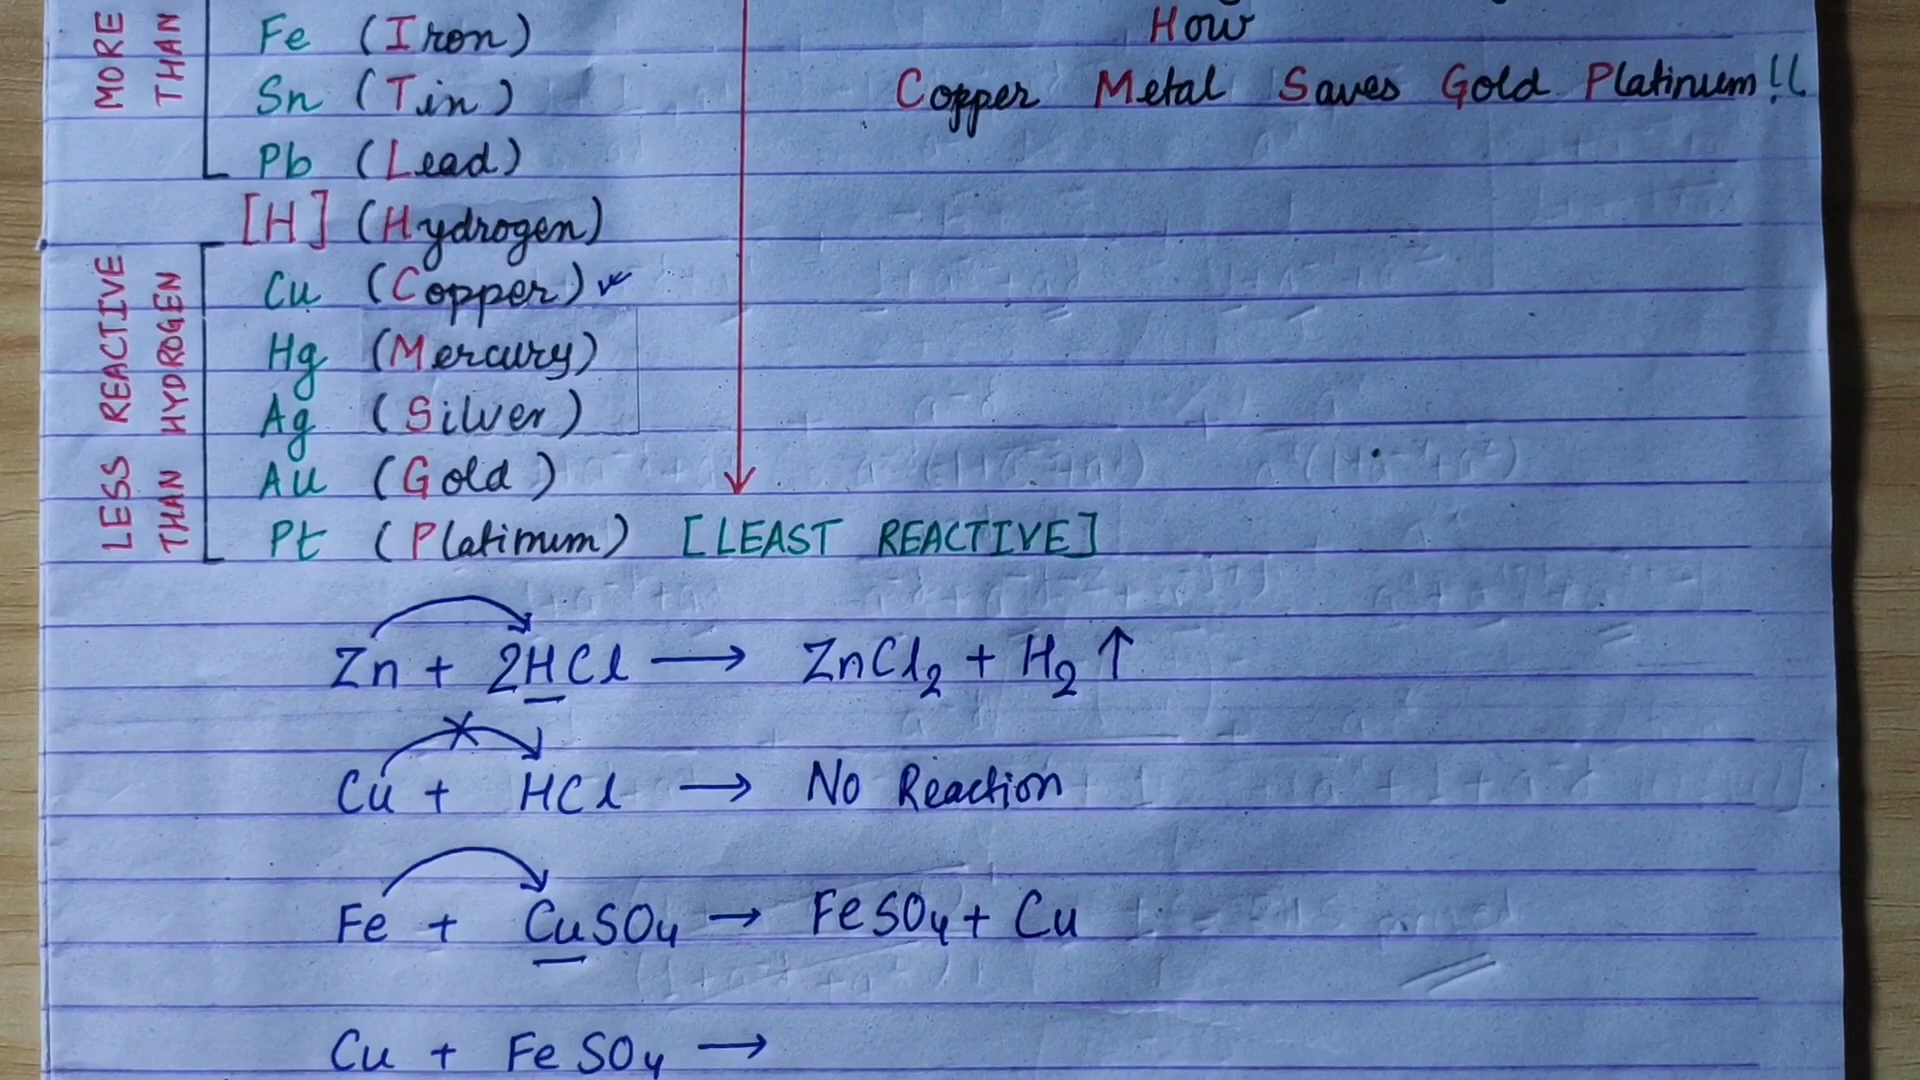 MORE THAN
Fe (Iron)
Sn (Tin)
Pb (Lead)
[H] (Hydrogen)
LESS REACTIVE THAN HYDROGEN
Cu (Copper)
Hg (Mercury)
Ag (Silver)
Au (Gold)
Pt (Platinum) [LEAST REACTIVE]
How
Copper Metal Saves Gold Platinum!!
Zn + 2HCl → ZnCl₂ + H₂ ↑
Cu + HCl → No Reaction
Fe + CuSO₄ → FeSO₄ + Cu
Cu + FeSO₄ →